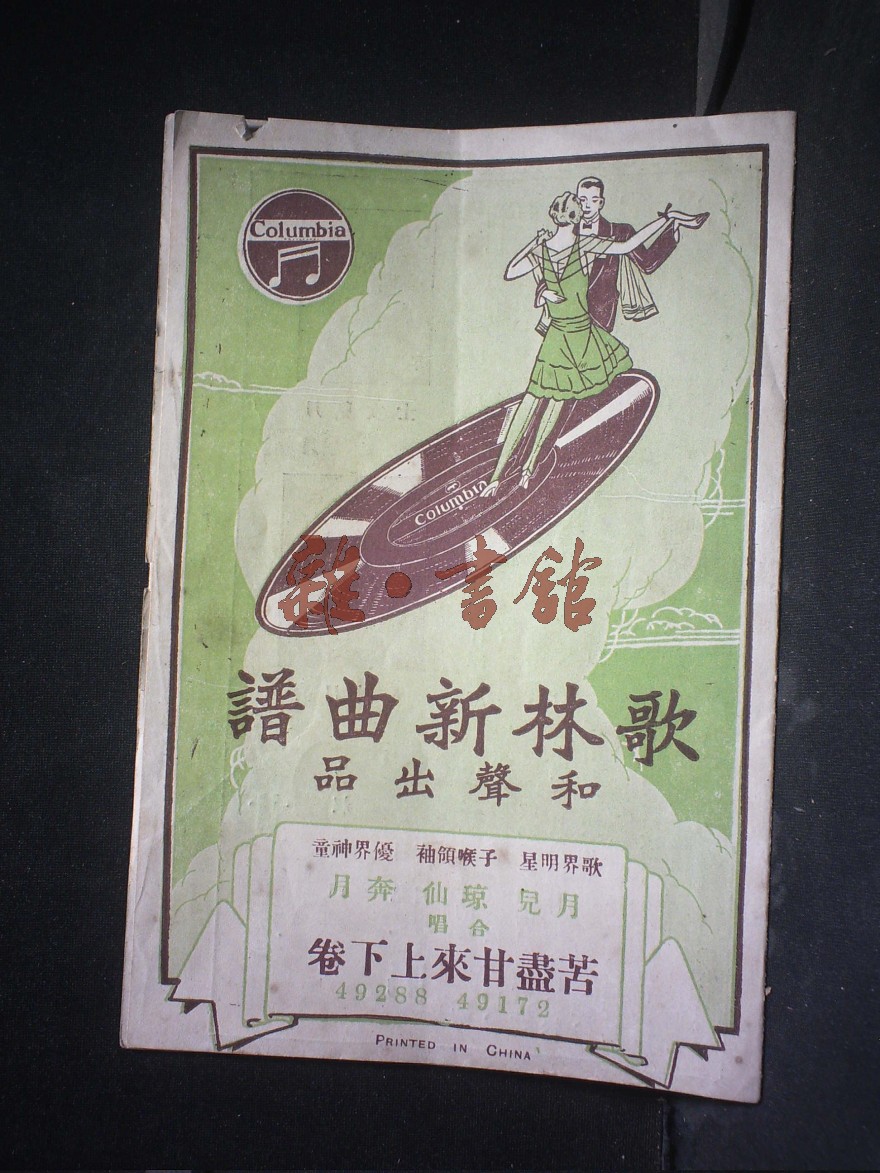 Columbia
Columbia
雜·書館
歌林新曲譜
和聲出品
歌界明星 子喉領袖 優界神童
月兒 瓊仙 奔月
合唱
苦盡甘來上下卷
49288 49172
PRINTED IN CHINA